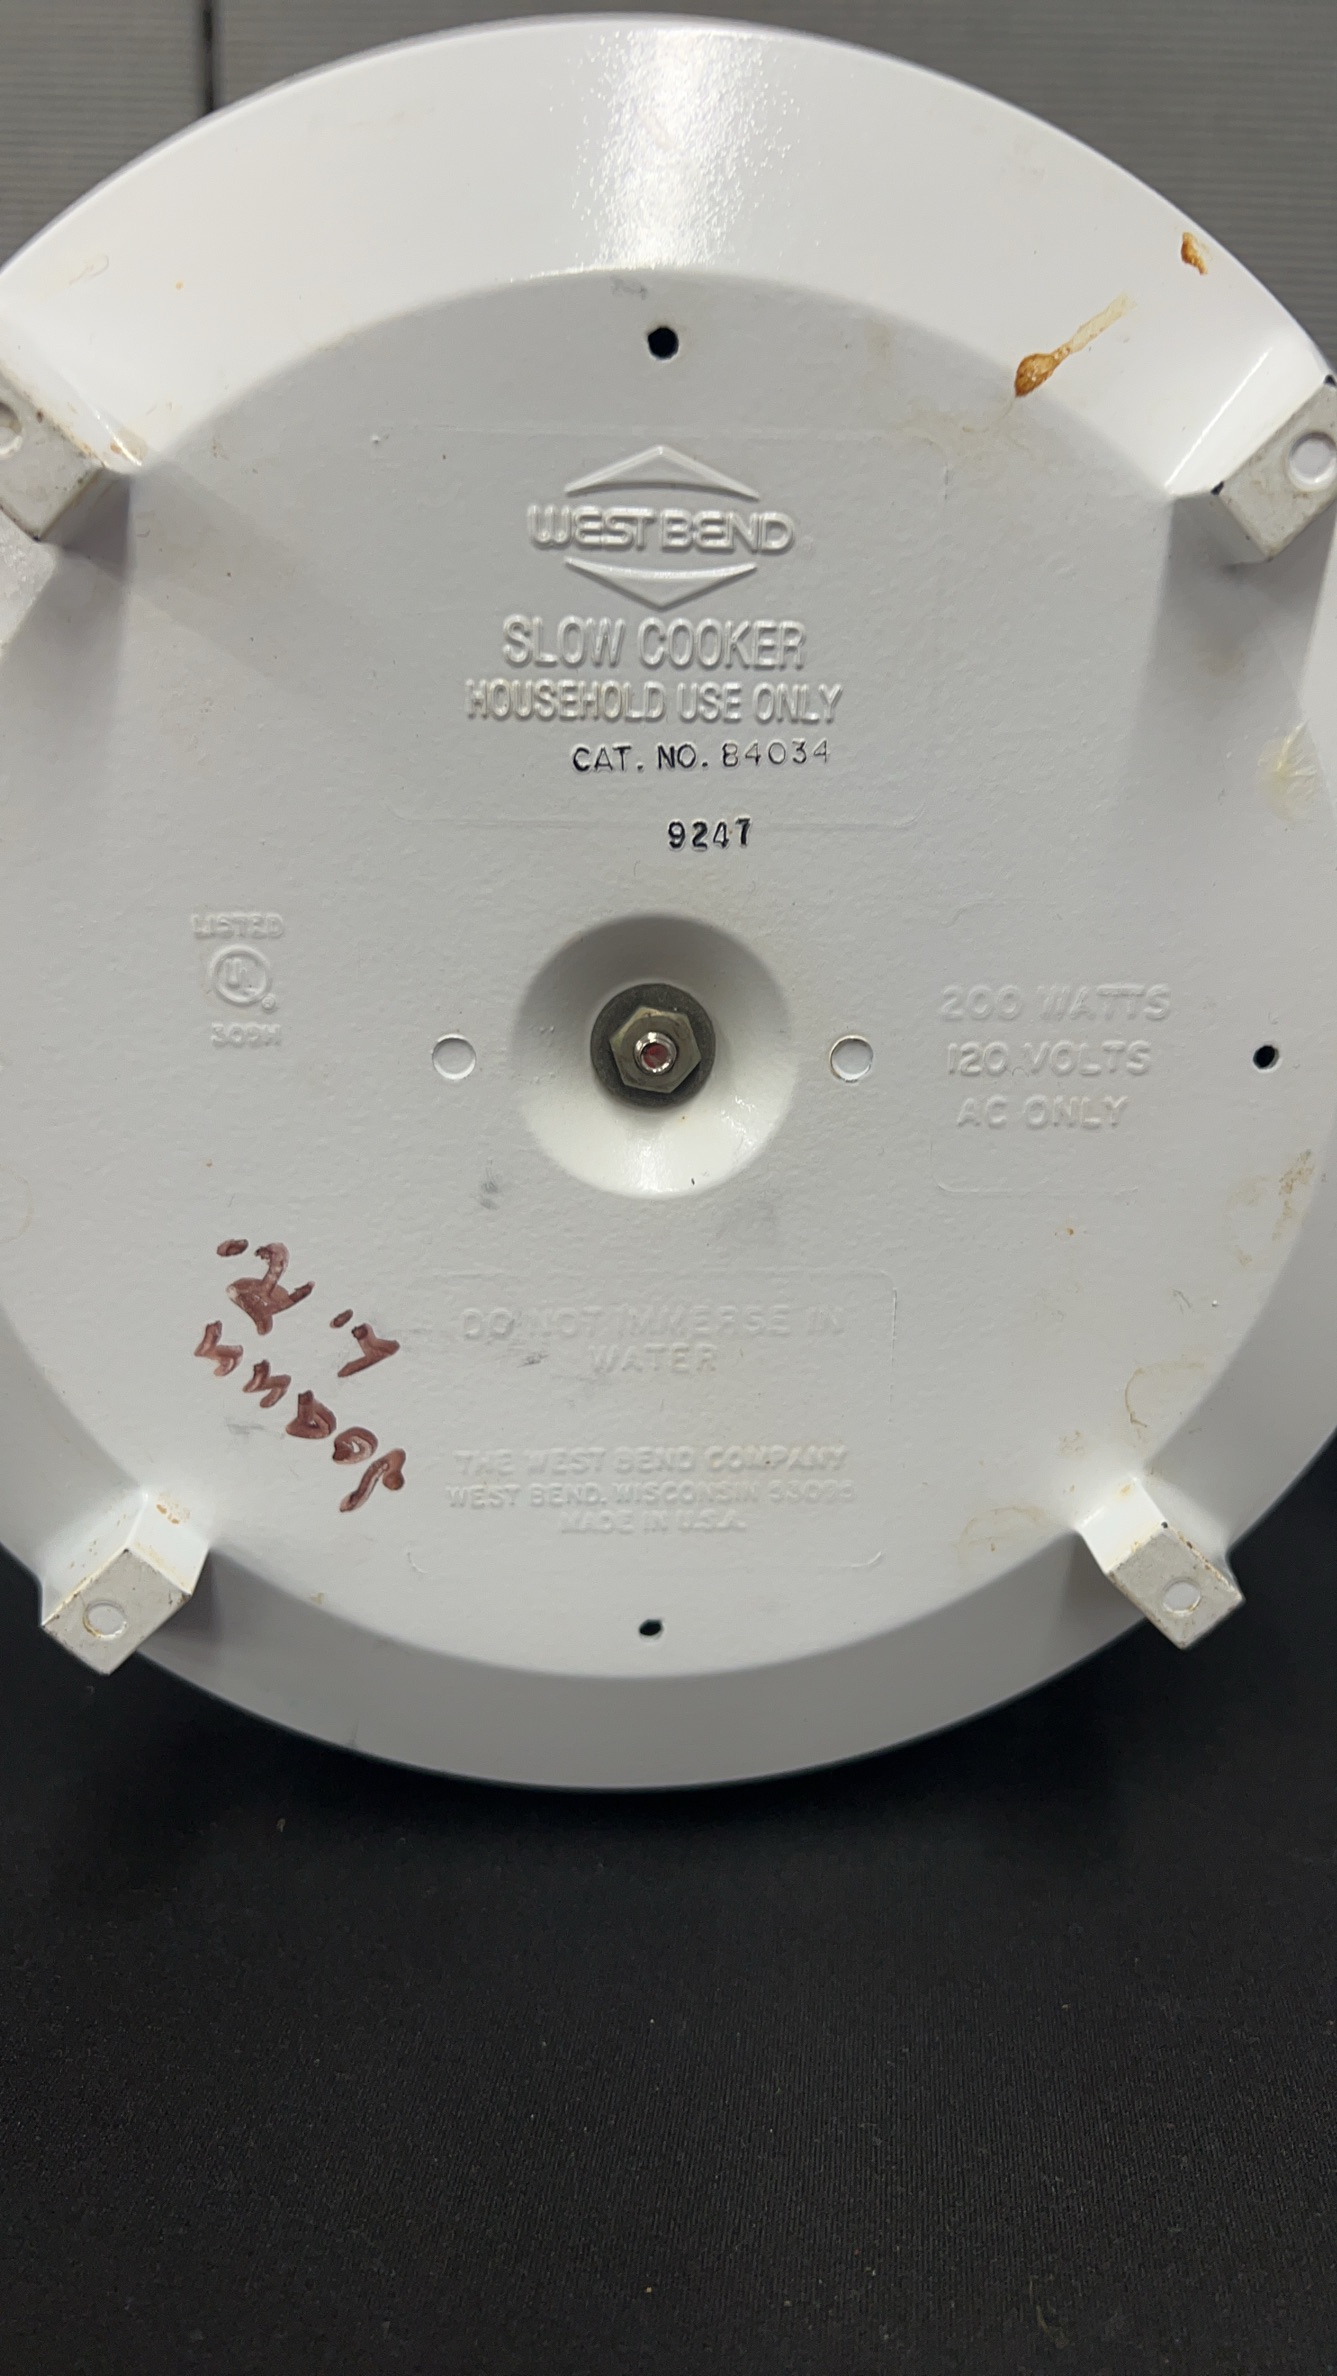 WEST BEND
SLOW COOKER
HOUSEHOLD USE ONLY
CAT. NO. 84034
9247
LISTED
UL
309H
200 WATTS
120 VOLTS
AC ONLY
DO NOT IMMERSE IN
WATER
THE WEST BEND COMPANY
WEST BEND, WISCONSIN
MADE IN U.S.A.